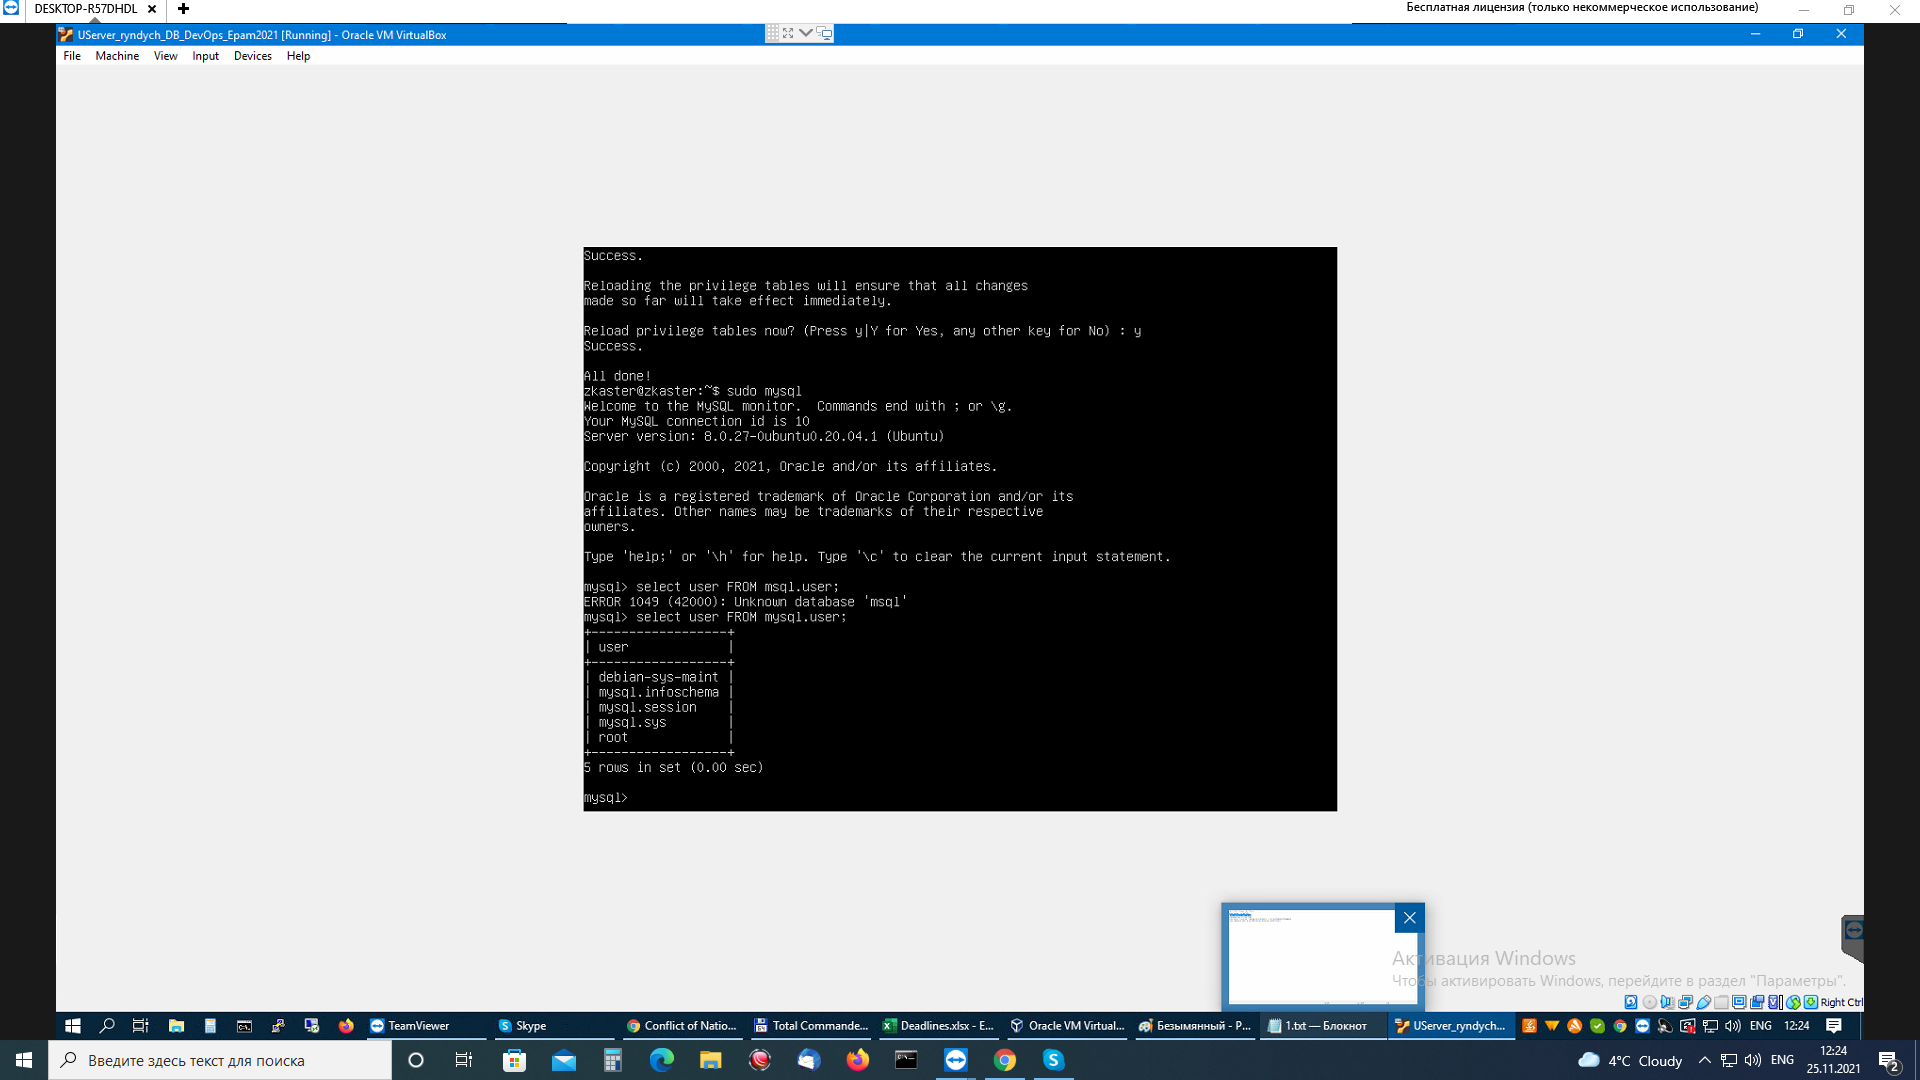 DESKTOP-R57DHDL
Бесплатная лицензия (только некоммерческое использование)
UServer_ryndych_DB_DevOps_Epam2021 [Running] - Oracle VM VirtualBox
File Machine View Input Devices Help
Success.
Reloading the privilege tables will ensure that all changes
made so far will take effect immediately.
Reload privilege tables now? (Press y|Y for Yes, any other key for No) : y
Success.
All done!
zkaster@zkaster:~$ sudo mysql
Welcome to the MySQL monitor.  Commands end with ; or \g.
Your MySQL connection id is 10
Server version: 8.0.27-0ubuntu0.20.04.1 (Ubuntu)
Copyright (c) 2000, 2021, Oracle and/or its affiliates.
Oracle is a registered trademark of Oracle Corporation and/or its
affiliates. Other names may be trademarks of their respective
owners.
Type 'help;' or '\h' for help. Type '\c' to clear the current input statement.
mysql> select user FROM msql.user;
ERROR 1049 (42000): Unknown database 'msql'
mysql> select user FROM mysql.user;
+------------------+
| user             |
+------------------+
| debian-sys-maint |
| mysql.infoschema |
| mysql.session    |
| mysql.sys        |
| root             |
+------------------+
5 rows in set (0.00 sec)
mysql>
Активация Windows
Чтобы активировать Windows, перейдите в раздел "Параметры".
Right Ctrl
TeamViewer Skype Conflict of Natio... Total Commande... Deadlines.xlsx - E... Oracle VM Virtual... Безымянный - P... 1.txt — Блокнот UServer_ryndych... ENG 12:24
Введите здесь текст для поиска
4°C Cloudy ENG 12:24
25.11.2021
2